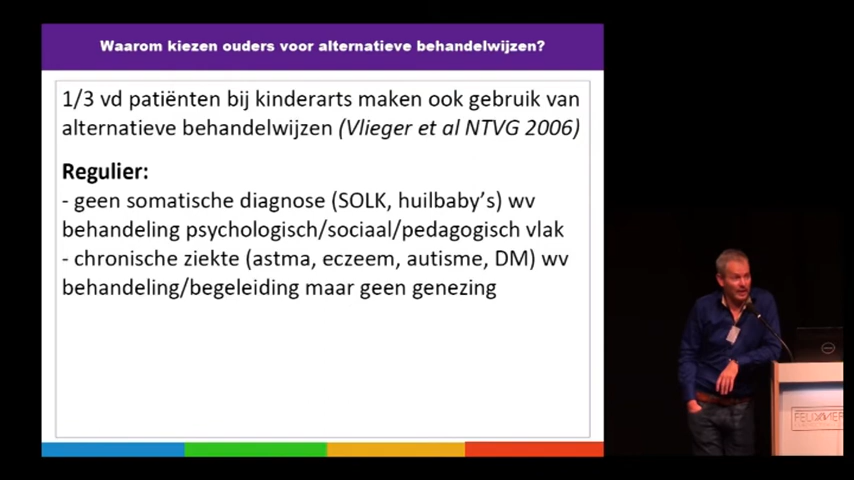 Waarom kiezen ouders voor alternatieve behandelwijzen?
1/3 vd patiënten bij kinderarts maken ook gebruik van
alternatieve behandelwijzen (Vlieger et al NTVG 2006)
Regulier:
- geen somatische diagnose (SOLK, huilbaby's) wv
behandeling psychologisch/sociaal/pedagogisch vlak
- chronische ziekte (astma, eczeem, autisme, DM) wv
behandeling/begeleiding maar geen genezing